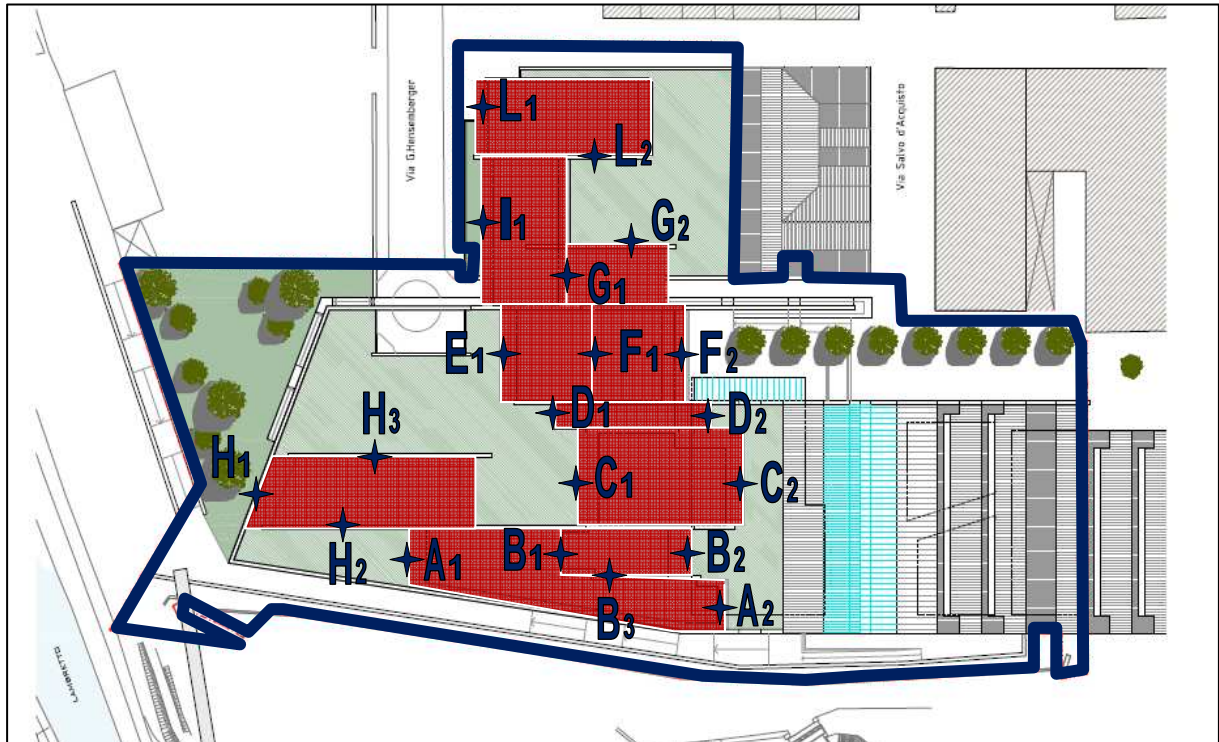 L1
Via G.Hensemberger
L2
Via Salvo d'Acquisto
I1
G2
G1
E1
F1
F2
D1
D2
H3
H1
C1
C2
H2
A1
B1
B2
B3
A2
LAMBRETTO